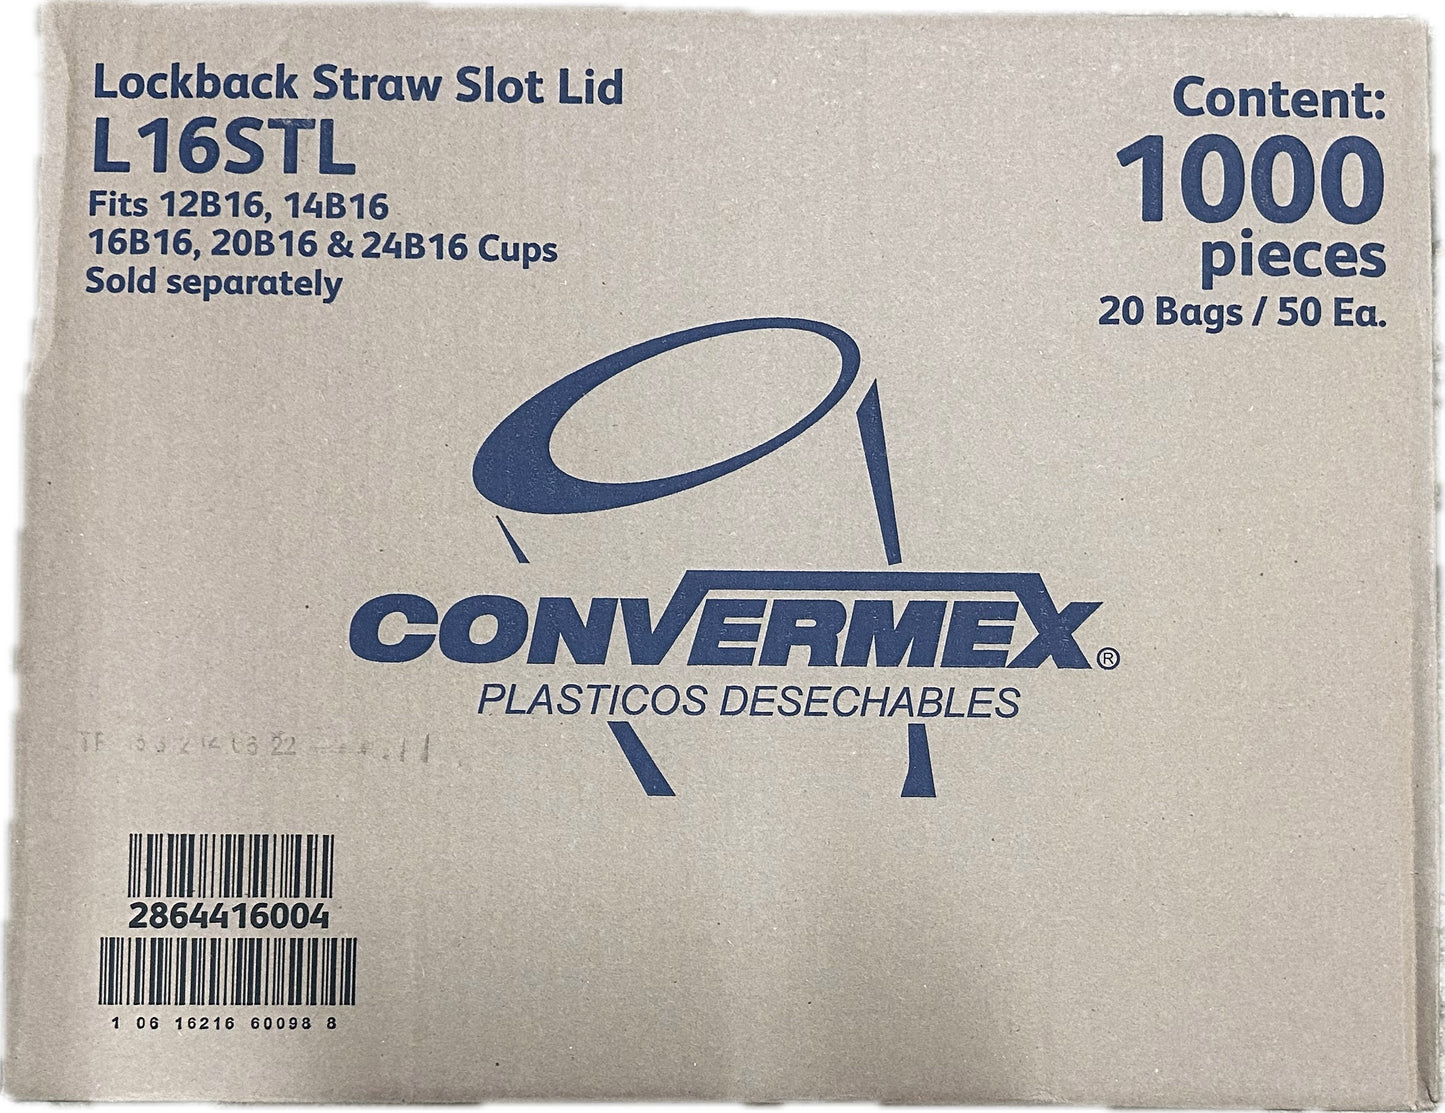 Lockback Straw Slot Lid
L16STL
Fits 12B16, 14B16
16B16, 20B16 & 24B16 Cups
Sold separately
Content:
1000
pieces
20 Bags / 50 Ea.
CONVERMEX®
PLASTICOS DESECHABLES
2864416004
1 06 16216 60098 8